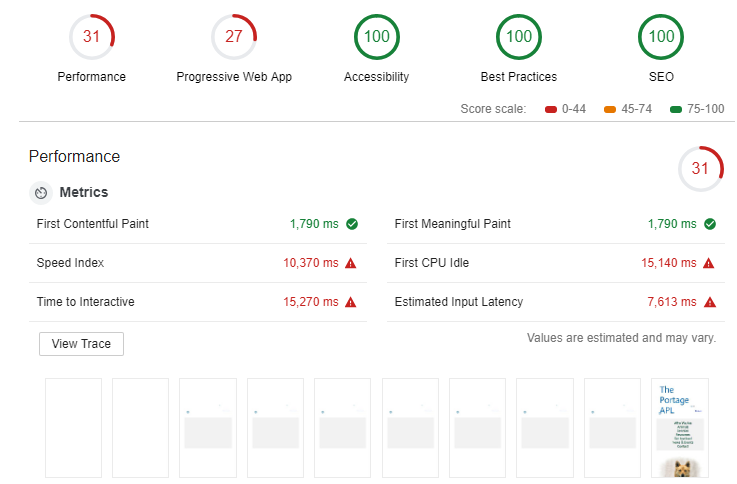 31 27 100 100 100
Performance Progressive Web App Accessibility Best Practices SEO
Score scale: 0-44 45-74 75-100
Performance
31
Metrics
First Contentful Paint 1,790 ms First Meaningful Paint 1,790 ms
Speed Index 10,370 ms First CPU Idle 15,140 ms
Time to Interactive 15,270 ms Estimated Input Latency 7,613 ms
View Trace Values are estimated and may vary.
The
Portage
APL